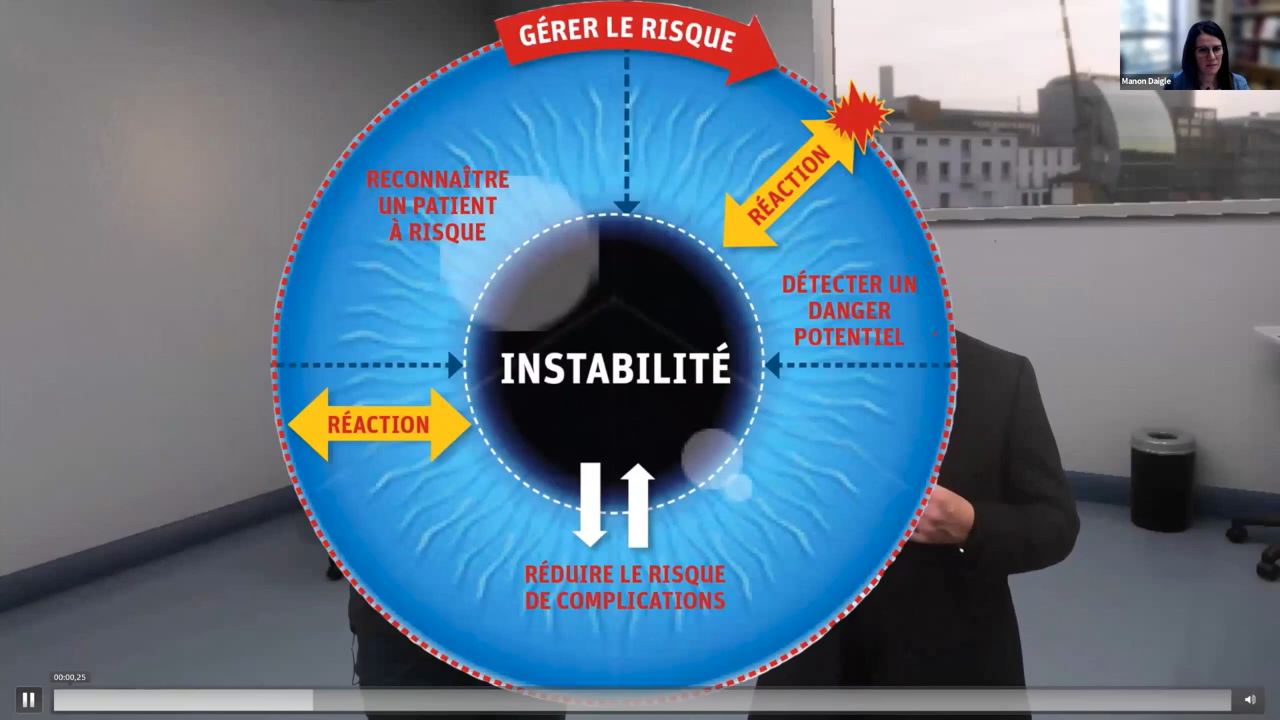 GÉRER LE RISQUE
Manon Daigle
RÉACTION
RECONNAÎTRE
UN PATIENT
À RISQUE
DÉTECTER UN
DANGER
POTENTIEL
INSTABILITÉ
RÉACTION
RÉDUIRE LE RISQUE
DE COMPLICATIONS
00:00,25